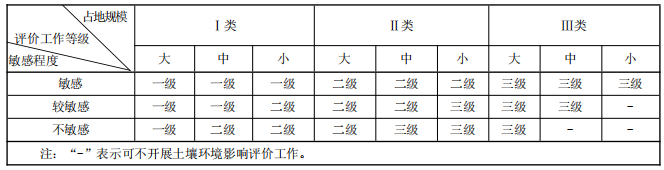 占地规模
评价工作等级
敏感程度
Ⅰ类 Ⅱ类 Ⅲ类
大 中 小 大 中 小 大 中 小
敏感 一级 一级 一级 二级 二级 二级 三级 三级 三级
较敏感 一级 一级 二级 二级 二级 三级 三级 三级 -
不敏感 一级 二级 二级 二级 三级 三级 三级 - -
注：“-”表示可不开展土壤环境影响评价工作。